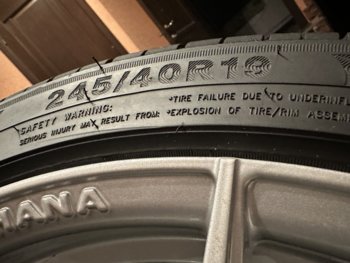 245/40R19
SAFETY WARNING: •TIRE FAILURE DUE TO UNDERINFL
SERIOUS INJURY MAY RESULT FROM: •EXPLOSION OF TIRE/RIM ASSEM
HANA